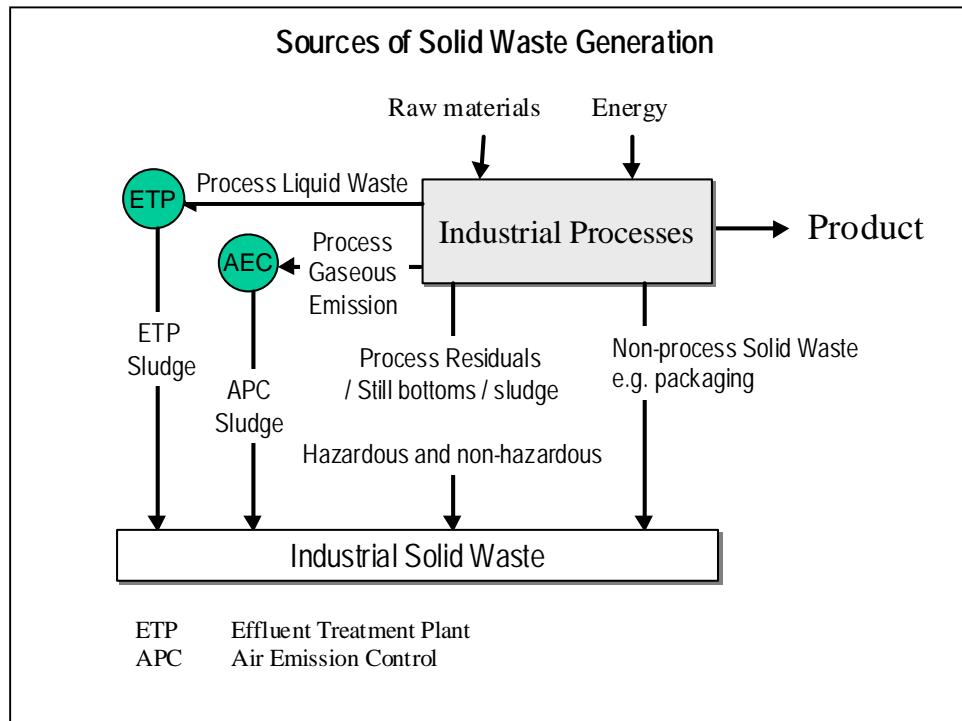 Sources of Solid Waste Generation
Raw materials
Energy
Process Liquid Waste
ETP
Industrial Processes
Product
AEC
Process
Gaseous
Emission
ETP
Sludge
APC
Sludge
Process Residuals
/ Still bottoms / sludge
Non-process Solid Waste
e.g. packaging
Hazardous and non-hazardous
Industrial Solid Waste
ETP Effluent Treatment Plant
APC Air Emission Control